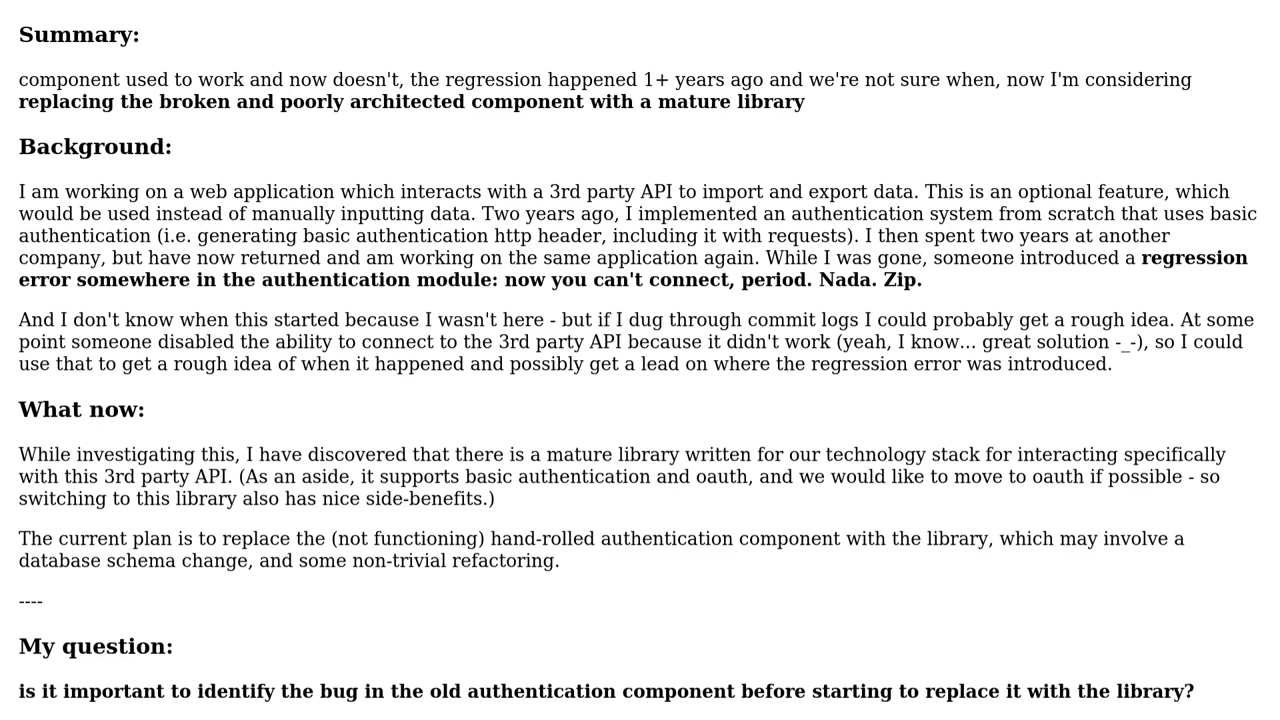 Summary:
component used to work and now doesn't, the regression happened 1+ years ago and we're not sure when, now I'm considering
replacing the broken and poorly architected component with a mature library
Background:
I am working on a web application which interacts with a 3rd party API to import and export data. This is an optional feature, which
would be used instead of manually inputting data. Two years ago, I implemented an authentication system from scratch that uses basic
authentication (i.e. generating basic authentication http header, including it with requests). I then spent two years at another
company, but have now returned and am working on the same application again. While I was gone, someone introduced a regression
error somewhere in the authentication module: now you can't connect, period. Nada. Zip.
And I don't know when this started because I wasn't here - but if I dug through commit logs I could probably get a rough idea. At some
point someone disabled the ability to connect to the 3rd party API because it didn't work (yeah, I know... great solution -_-), so I could
use that to get a rough idea of when it happened and possibly get a lead on where the regression error was introduced.
What now:
While investigating this, I have discovered that there is a mature library written for our technology stack for interacting specifically
with this 3rd party API. (As an aside, it supports basic authentication and oauth, and we would like to move to oauth if possible - so
switching to this library also has nice side-benefits.)
The current plan is to replace the (not functioning) hand-rolled authentication component with the library, which may involve a
database schema change, and some non-trivial refactoring.
----
My question:
is it important to identify the bug in the old authentication component before starting to replace it with the library?